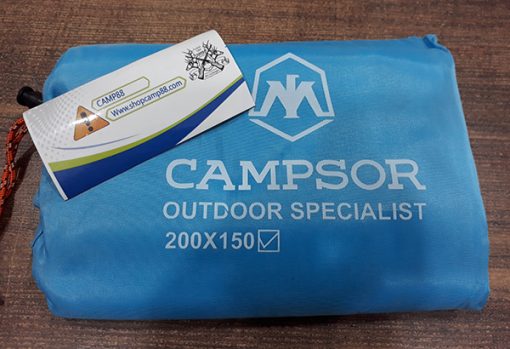 CAMP88
Www.shopcamp88.com
CAMPSOR
OUTDOOR SPECIALIST
200X150